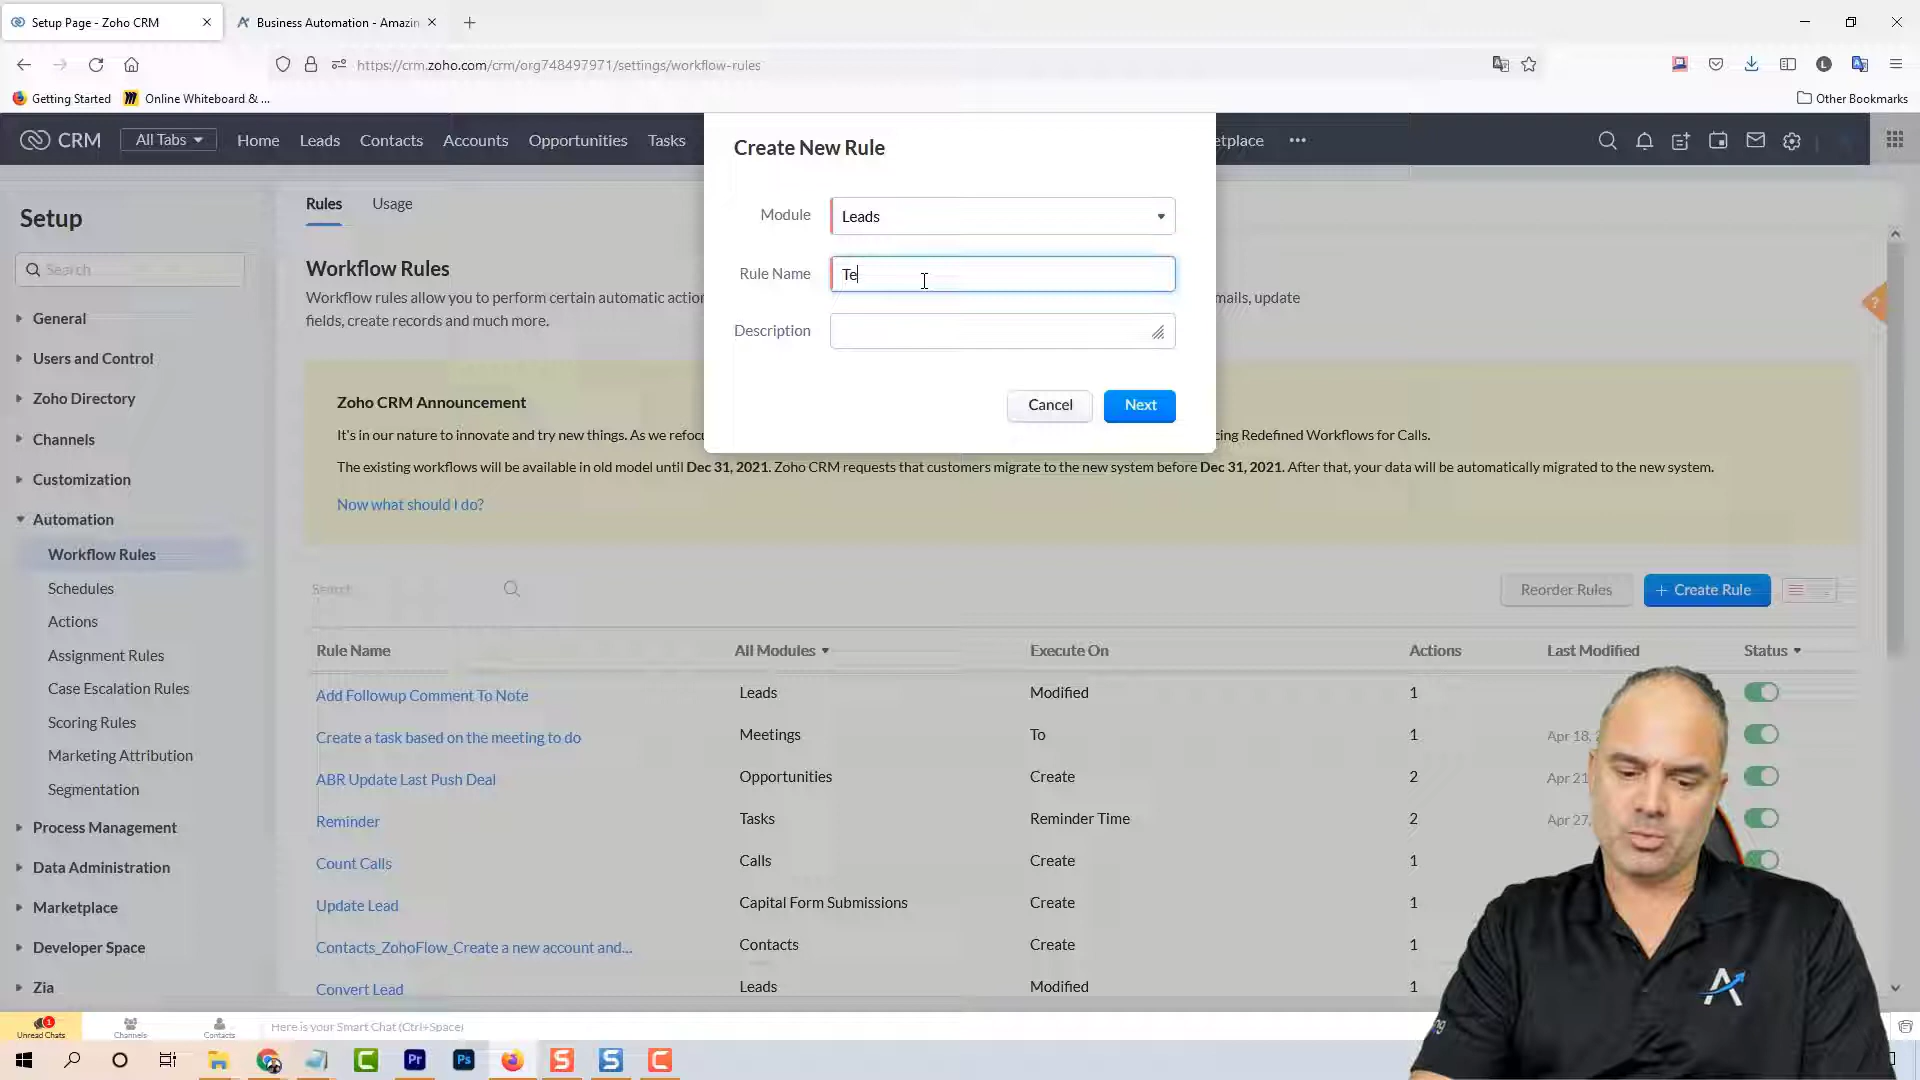 Setup Page - Zoho CRM
Business Automation - Amazin
https://crm.zoho.com/crm/org748497971/settings/workflow-rules
Getting Started
Online Whiteboard & ...
Other Bookmarks
CRM
All Tabs
Home
Leads
Contacts
Accounts
Opportunities
Tasks
etplace
Create New Rule
Module
Leads
Rule Name
Te
Description
Cancel
Next
Setup
Search
General
Users and Control
Zoho Directory
Channels
Customization
Automation
Workflow Rules
Schedules
Actions
Assignment Rules
Case Escalation Rules
Scoring Rules
Marketing Attribution
Segmentation
Process Management
Data Administration
Marketplace
Developer Space
Zia
Rules
Usage
Workflow Rules
Workflow rules allow you to perform certain automatic actio mails, update
fields, create records and much more.
Zoho CRM Announcement
It's in our nature to innovate and try new things. As we refocu cing Redefined Workflows for Calls.
The existing workflows will be available in old model until Dec 31, 2021. Zoho CRM requests that customers migrate to the new system before Dec 31, 2021. After that, your data will be automatically migrated to the new system.
Now what should I do?
Search
Reorder Rules
+ Create Rule
Rule Name All Modules Execute On Actions Last Modified Status
Add Followup Comment To Note Leads Modified 1
Create a task based on the meeting to do Meetings To 1 Apr 18, 
ABR Update Last Push Deal Opportunities Create 2 Apr 21
Reminder Tasks Reminder Time 2 Apr 27,
Count Calls Calls Create 1
Update Lead Capital Form Submissions Create 1
Contacts_ZohoFlow_Create a new account and... Contacts Create 1
Convert Lead Leads Modified 1
1
Unread Chats
Channels
Contacts
Here is your Smart Chat (Ctrl+Space)